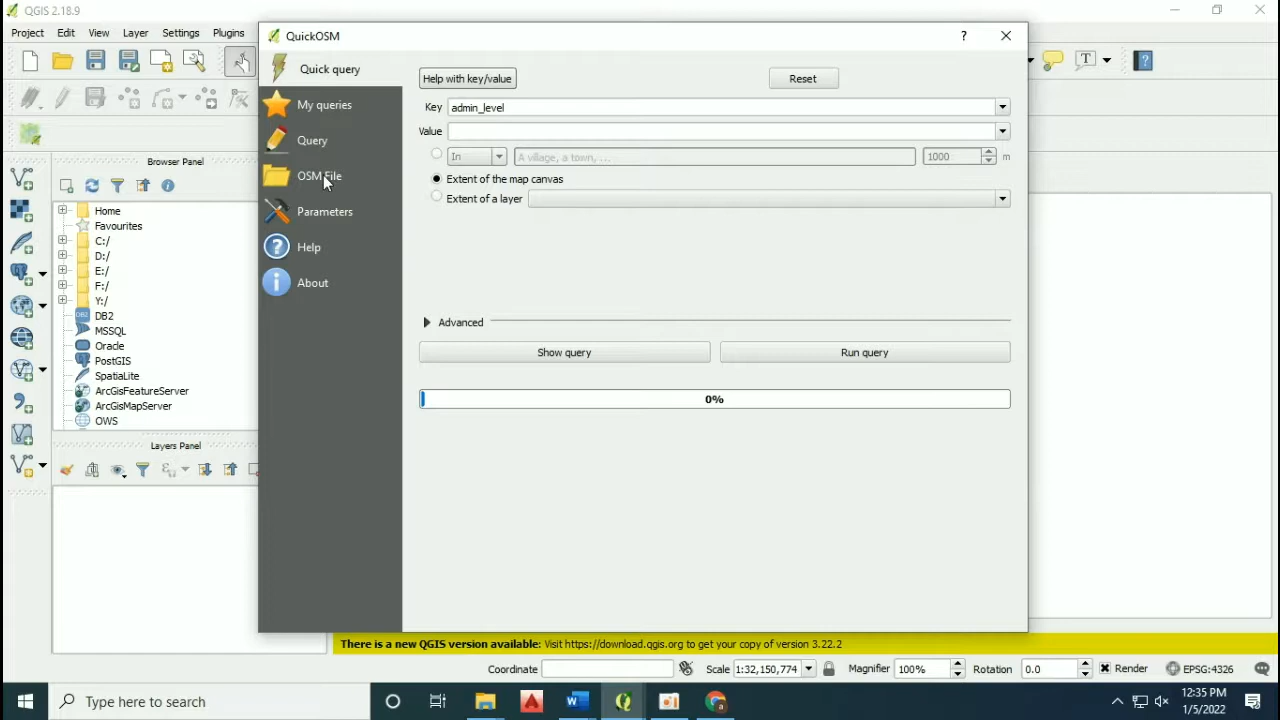 QGIS 2.18.9
Project Edit View Layer Settings Plugins
QuickOSM
?
Quick query
My queries
Query
OSM File
Parameters
Help
About
Help with key/value
Reset
Key admin_level
Value
In A village, a town, ... 1000 m
Extent of the map canvas
Extent of a layer
Advanced
Show query
Run query
0%
Browser Panel
Home
Favourites
C:/
D:/
E:/
F:/
Y:/
DB2
MSSQL
Oracle
PostGIS
SpatiaLite
ArcGisFeatureServer
ArcGisMapServer
OWS
Layers Panel
There is a new QGIS version available: Visit https://download.qgis.org to get your copy of version 3.22.2
Coordinate Scale 1:32,150,774 Magnifier 100% Rotation 0.0 Render EPSG:4326
Type here to search
12:35 PM
1/5/2022